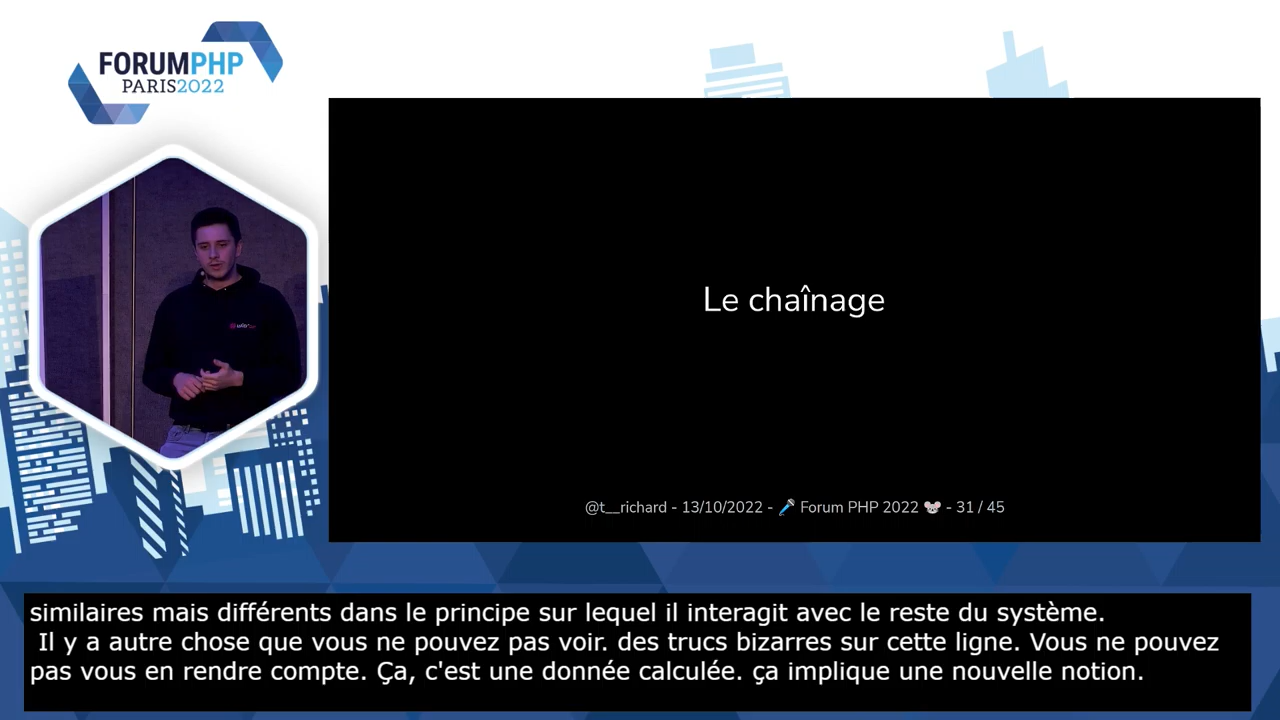 FORUMPHP
PARIS2022
Le chaînage
@t__richard - 13/10/2022 - 🎤 Forum PHP 2022 🐭 - 31 / 45
similaires mais différents dans le principe sur lequel il interagit avec le reste du système.
Il y a autre chose que vous ne pouvez pas voir. des trucs bizarres sur cette ligne. Vous ne pouvez
pas vous en rendre compte. Ça, c'est une donnée calculée. ça implique une nouvelle notion.